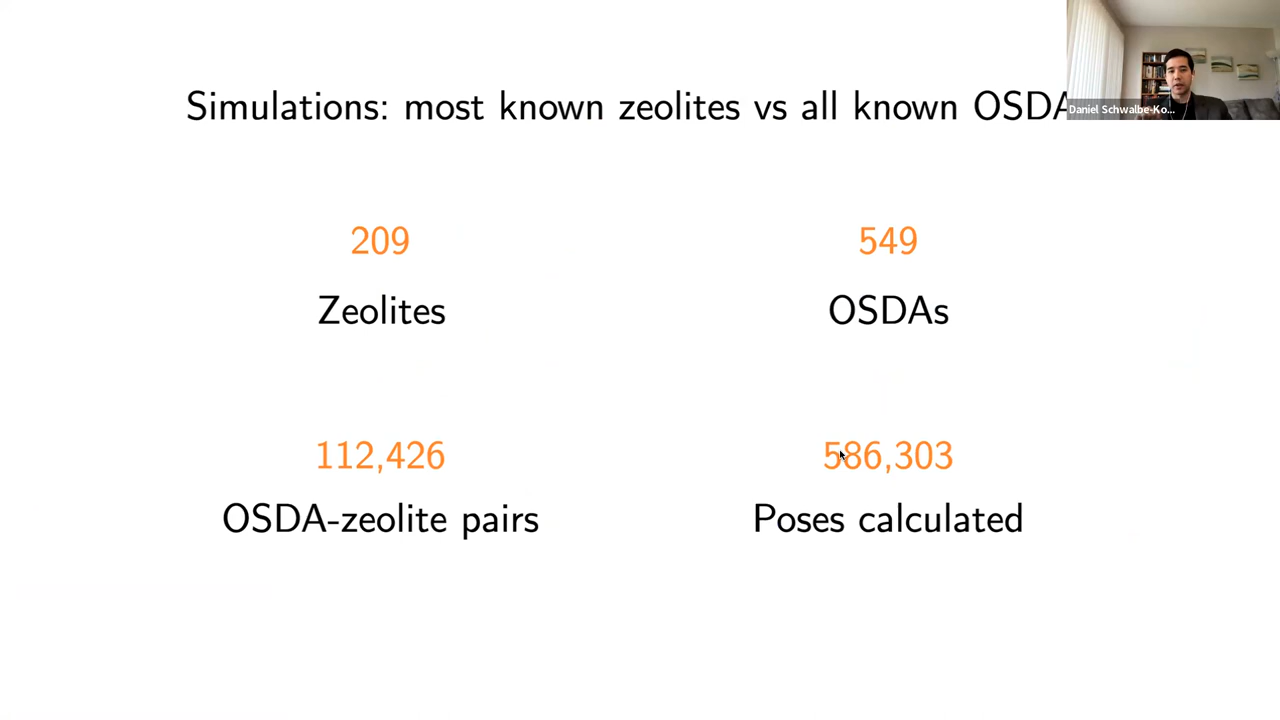 Simulations: most known zeolites vs all known OSDA
Daniel Schwalbe-Ko...
209
549
Zeolites
OSDAs
112,426
586,303
OSDA-zeolite pairs
Poses calculated